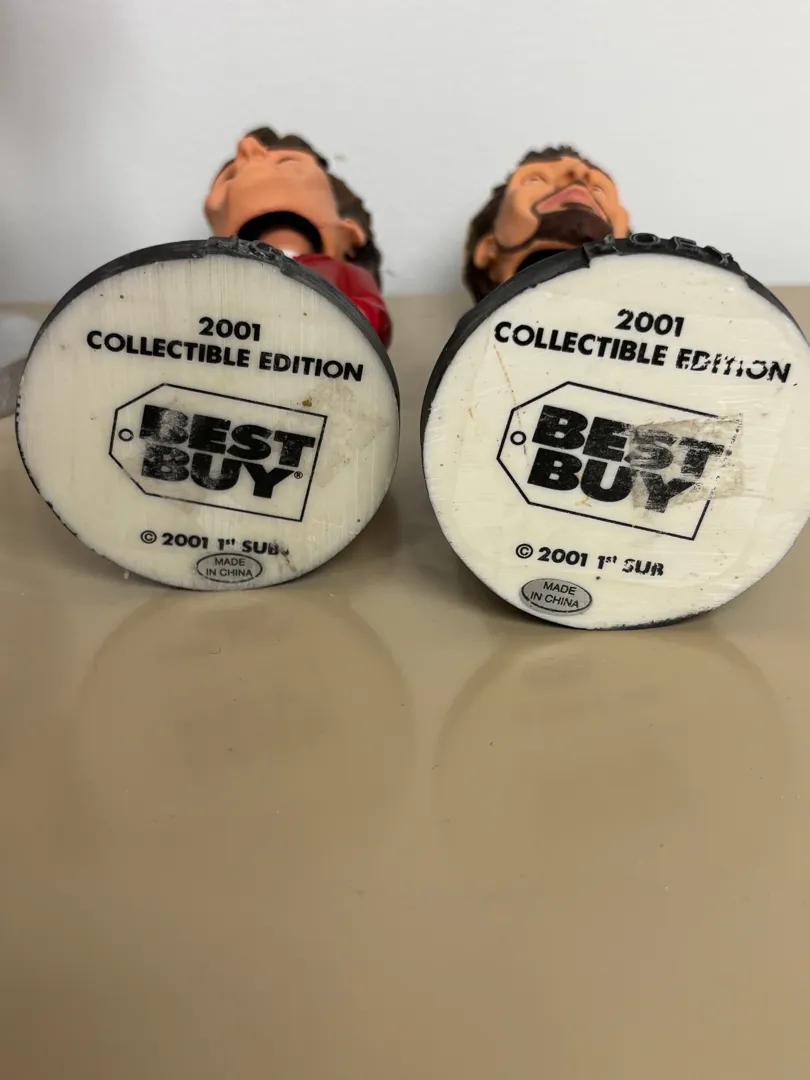 2001
COLLECTIBLE EDITION
BEST
BUY®
© 2001 1st SUB
MADE
IN CHINA
2001
COLLECTIBLE EDITION
BEST
BUY
© 2001 1st SUB
MADE
IN CHINA